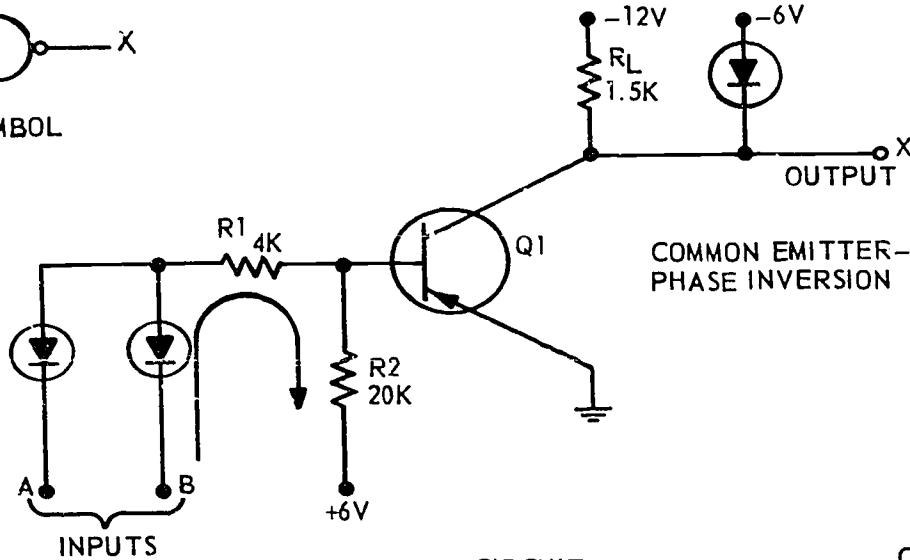 -12V
-6V
X
RL
1.5K
MBOL
X
OUTPUT
R1
4K
Q1
COMMON EMITTER-
PHASE INVERSION
R2
20K
A
B
+6V
INPUTS